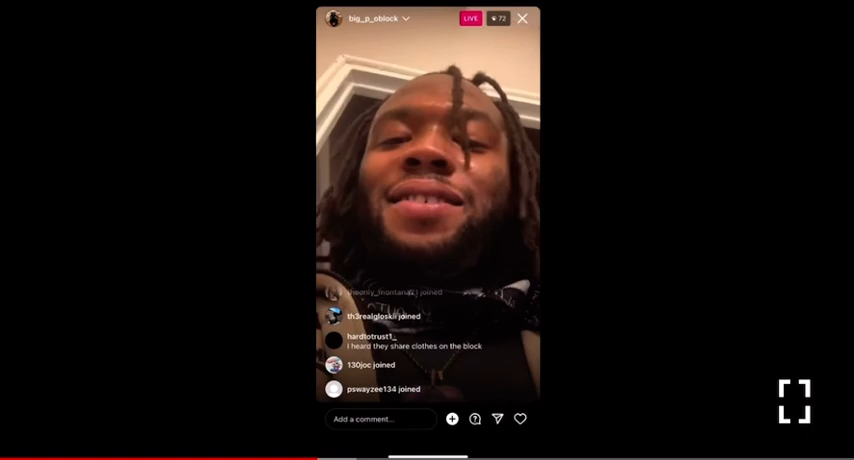 big_p_oblock
LIVE
72
joined
th3realgloskii joined
hardtotrust1_
I heard they share clothes on the block
130joc joined
pswayzee134 joined
Add a comment...